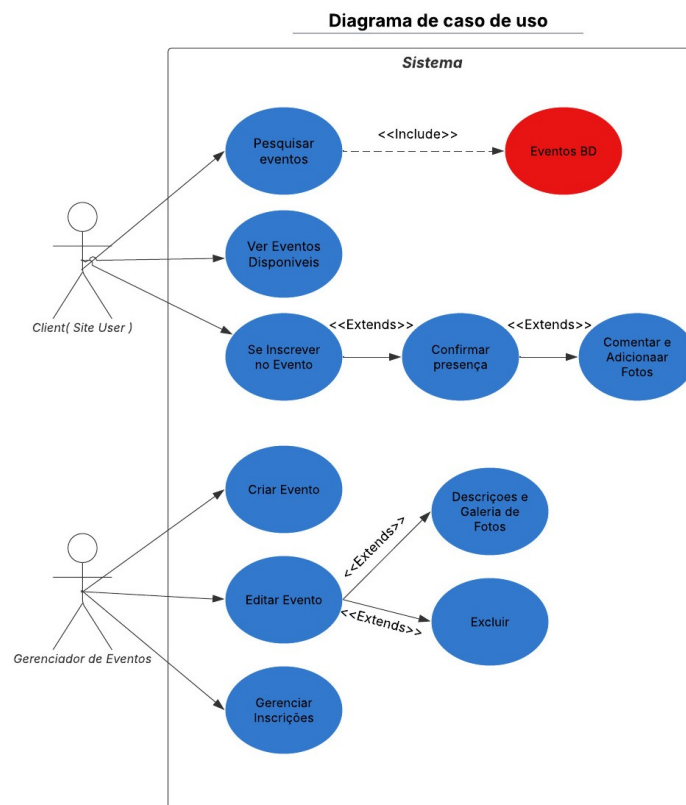 Diagrama de caso de uso
Sistema
Pesquisar
eventos
<<Include>>
Eventos BD
Ver Eventos
Disponiveis
Client( Site User )
Se Inscrever
no Evento
<<Extends>>
Confirmar
presença
<<Extends>>
Comentar e
Adicionaar
Fotos
Criar Evento
Descriçoes e
Galeria de
Fotos
<<Extends>>
Editar Evento
<<Extends>>
Excluir
Gerenciador de Eventos
Gerenciar
Inscrições